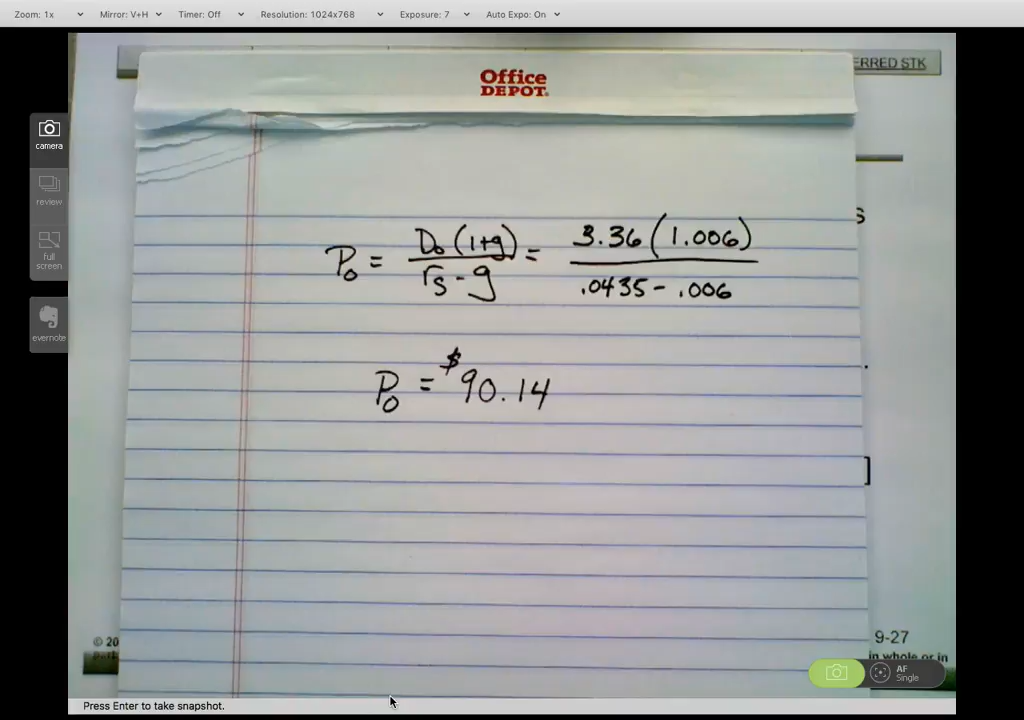 Zoom: 1x Mirror: V+H Timer: Off Resolution: 1024x768 Exposure: 7 Auto Expo: On
ERRED STK
Office
DEPOT.
camera
review
full
screen
evernote
S
P₀ = D₀ (1+g) / rs - g = 3.36 (1.006) / .0435 - .006
P₀ = $90.14
]
© 20
9-27
in whole or in
AF
Single
Press Enter to take snapshot.